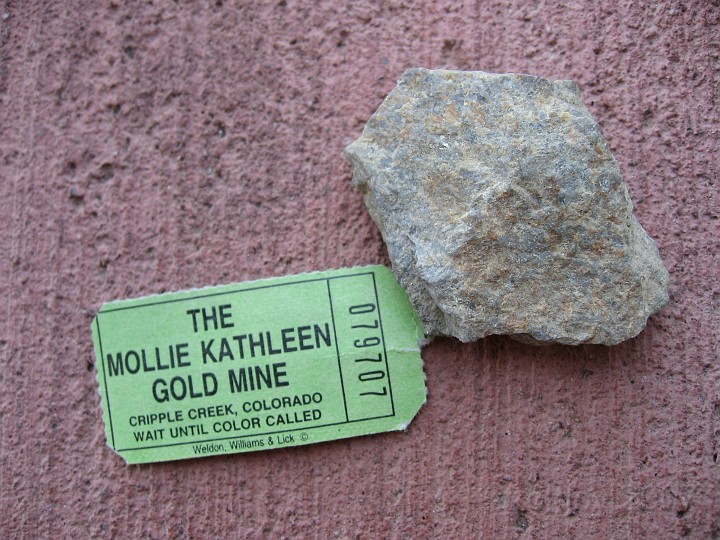 THE
MOLLIE KATHLEEN
GOLD MINE
CRIPPLE CREEK, COLORADO
WAIT UNTIL COLOR CALLED
Weldon, Williams & Lick ©
079707